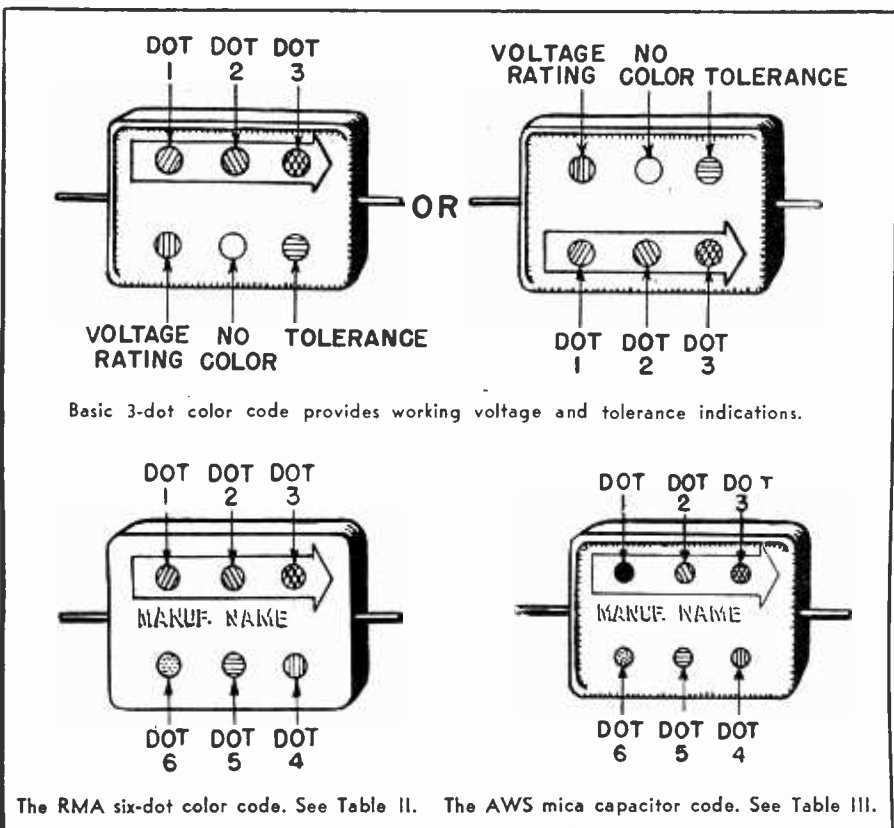 DOT DOT DOT
1 2 3
VOLTAGE NO
RATING COLOR TOLERANCE
OR
VOLTAGE NO TOLERANCE
RATING COLOR
DOT DOT DOT
1 2 3
Basic 3-dot color code provides working voltage and tolerance indications.
DOT DOT DOT
1 2 3
MANUF. NAME
DOT DOT DOT
6 5 4
DOT DOT DOT
1 2 3
MANUF. NAME
DOT DOT DOT
6 5 4
The RMA six-dot color code. See Table II.
The AWS mica capacitor code. See Table III.